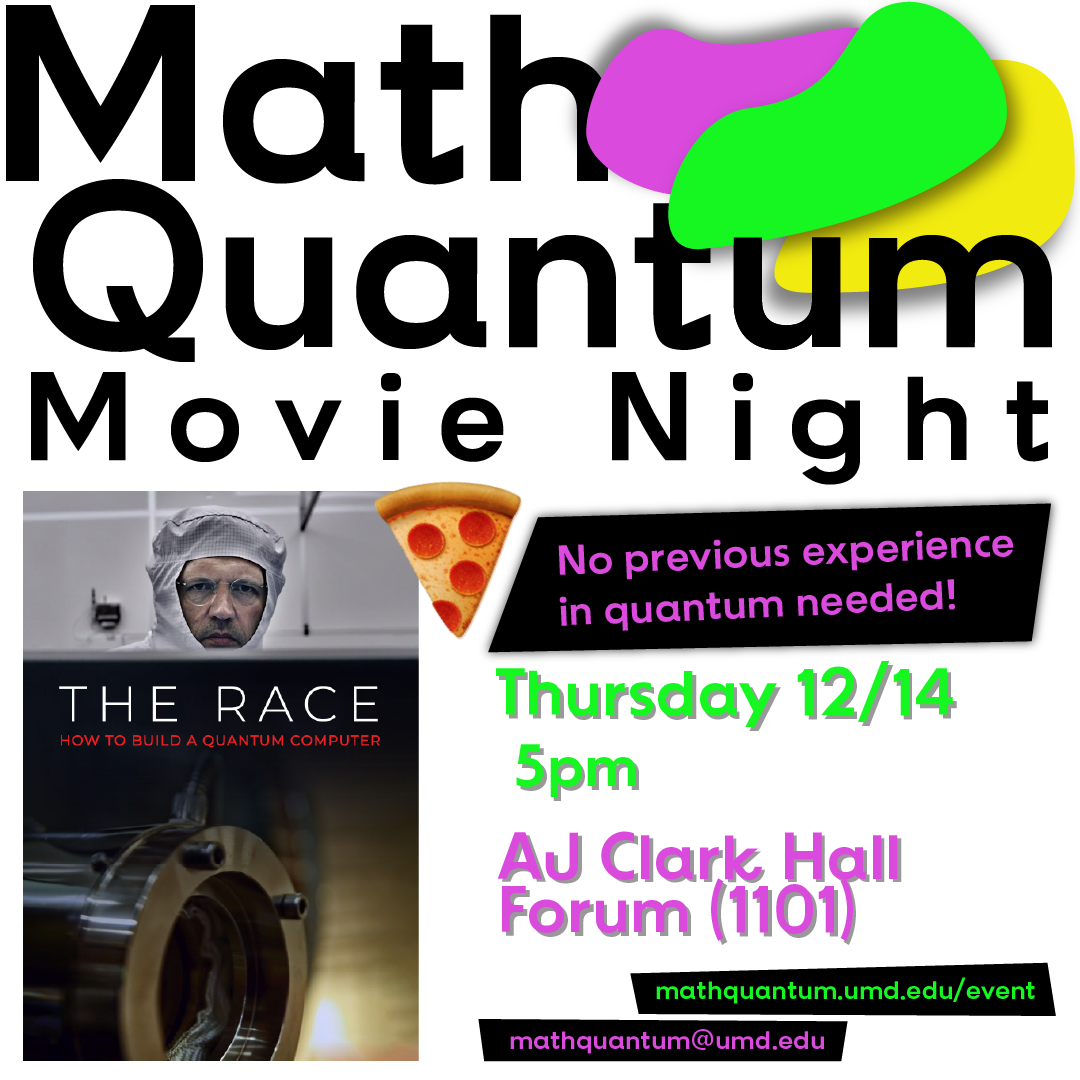 Math
Quantum
Movie Night
THE RACE
HOW TO BUILD A QUANTUM COMPUTER
No previous experience
in quantum needed!
Thursday 12/14
5pm
AJ Clark Hall
Forum (1101)
mathquantum.umd.edu/event
mathquantum@umd.edu